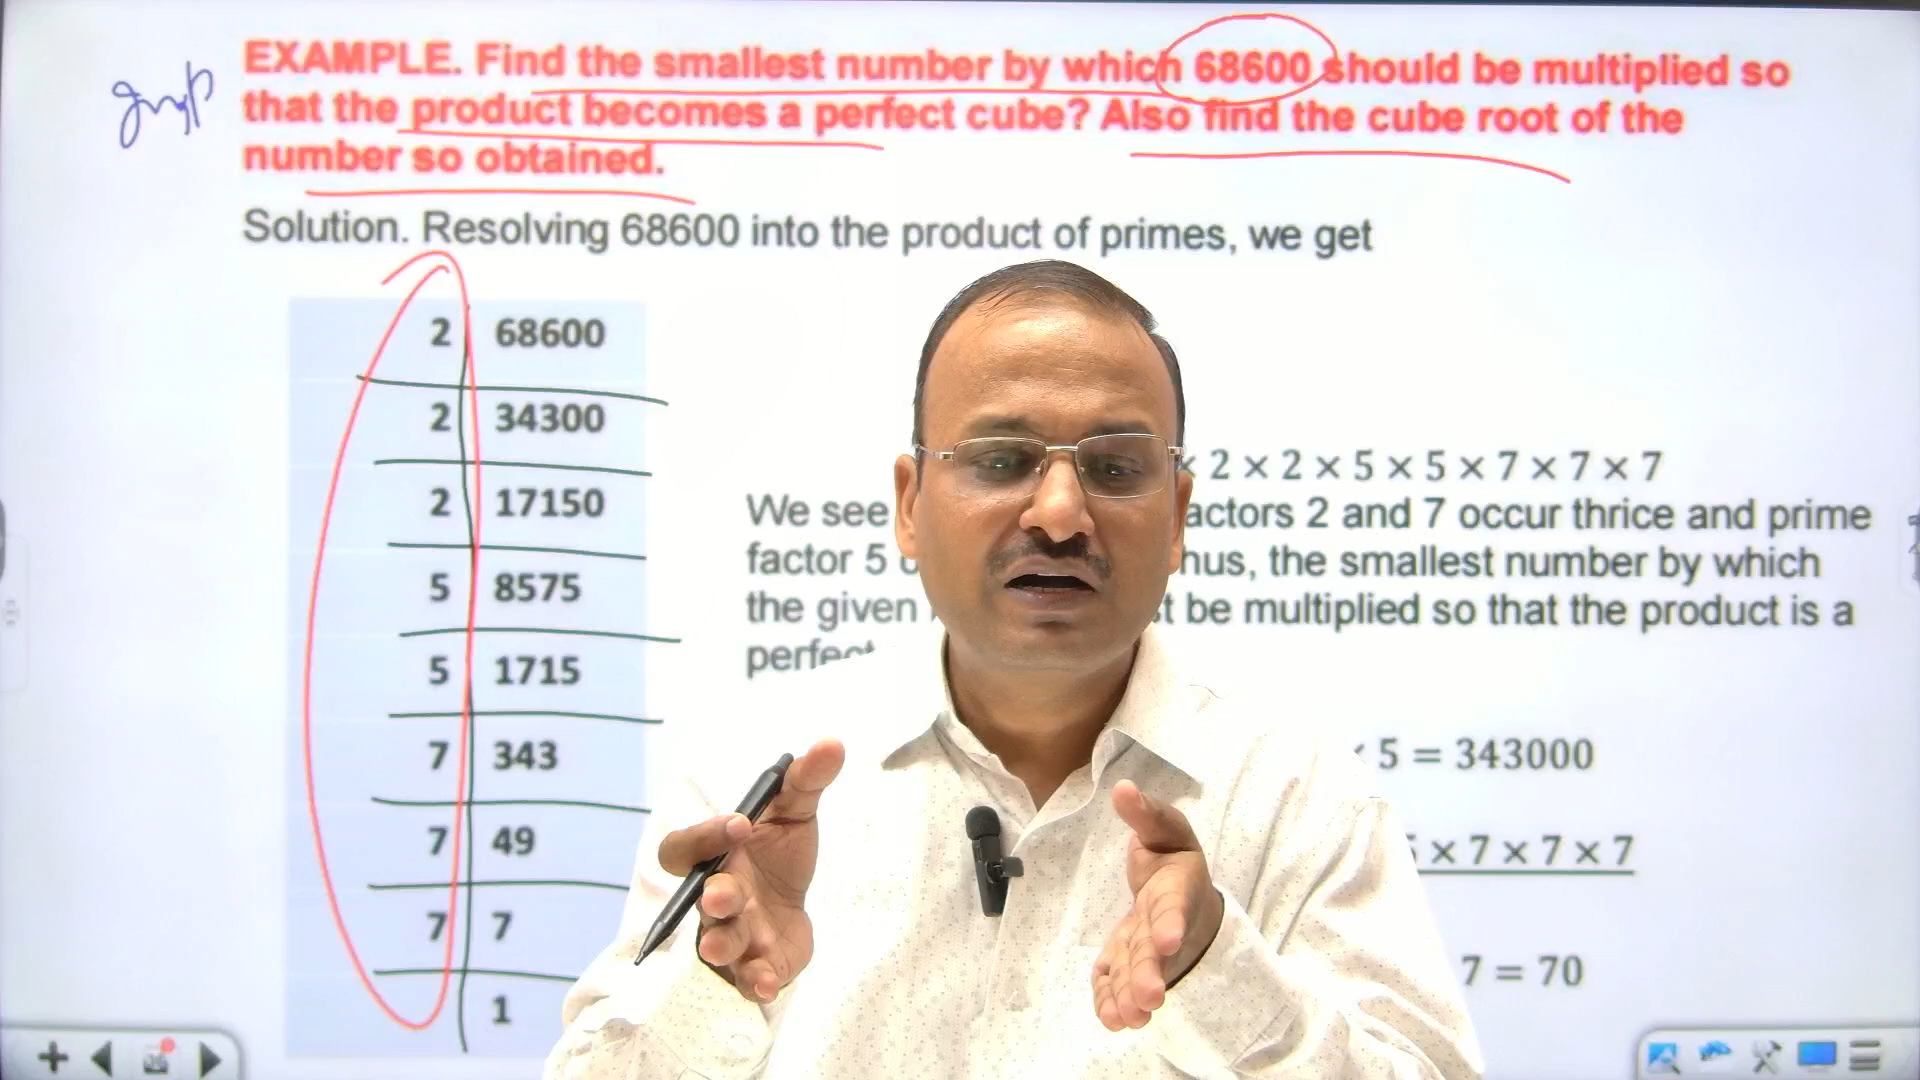 Imp
EXAMPLE. Find the smallest number by which 68600 should be multiplied so
that the product becomes a perfect cube? Also find the cube root of the
number so obtained.
Solution. Resolving 68600 into the product of primes, we get
2 68600
2 34300
2 17150
5 8575
5 1715
7 343
7 49
7 7
1
× 2 × 2 × 5 × 5 × 7 × 7 × 7
We see actors 2 and 7 occur thrice and prime
factor 5 hus, the smallest number by which
the given t be multiplied so that the product is a
perfect
5 = 343000
× 7 × 7 × 7
7 = 70